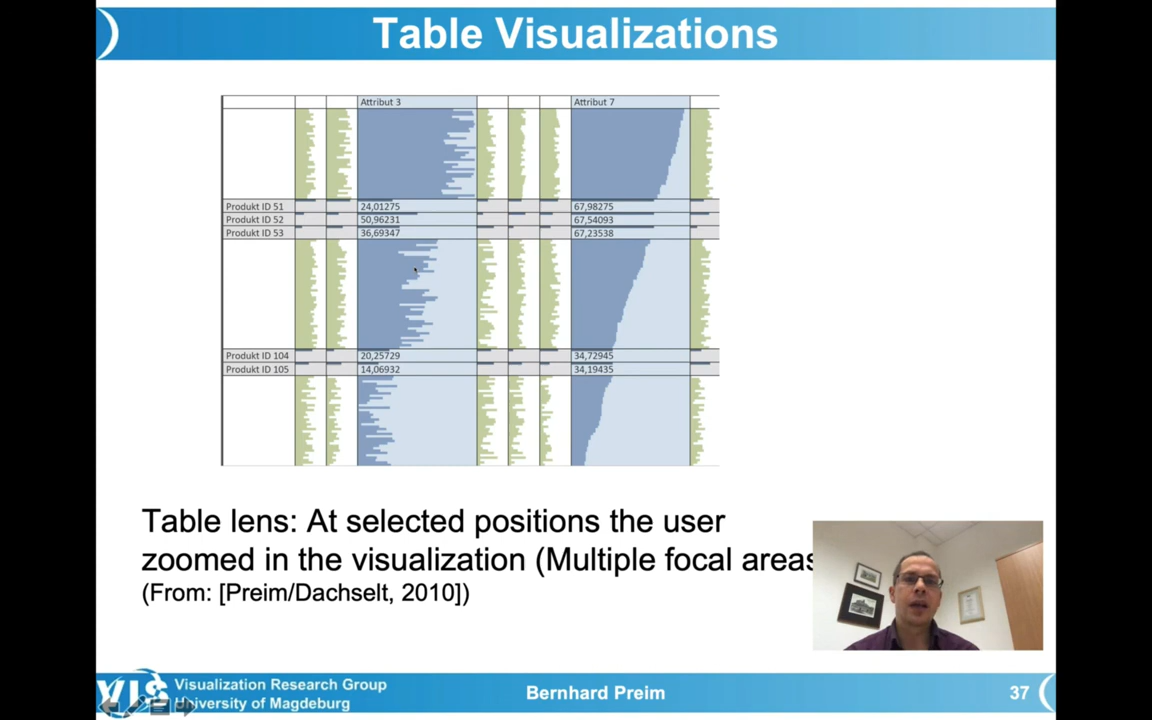 Table Visualizations
Attribut 3 Attribut 7
Produkt ID 51 24,01275 67,98275
Produkt ID 52 50,96231 67,54093
Produkt ID 53 36,69347 67,23538
Produkt ID 104 20,25729 34,72945
Produkt ID 105 14,06932 34,19435
Table lens: At selected positions the user
zoomed in the visualization (Multiple focal areas
(From: [Preim/Dachselt, 2010])
VIS Visualization Research Group
University of Magdeburg
Bernhard Preim
37